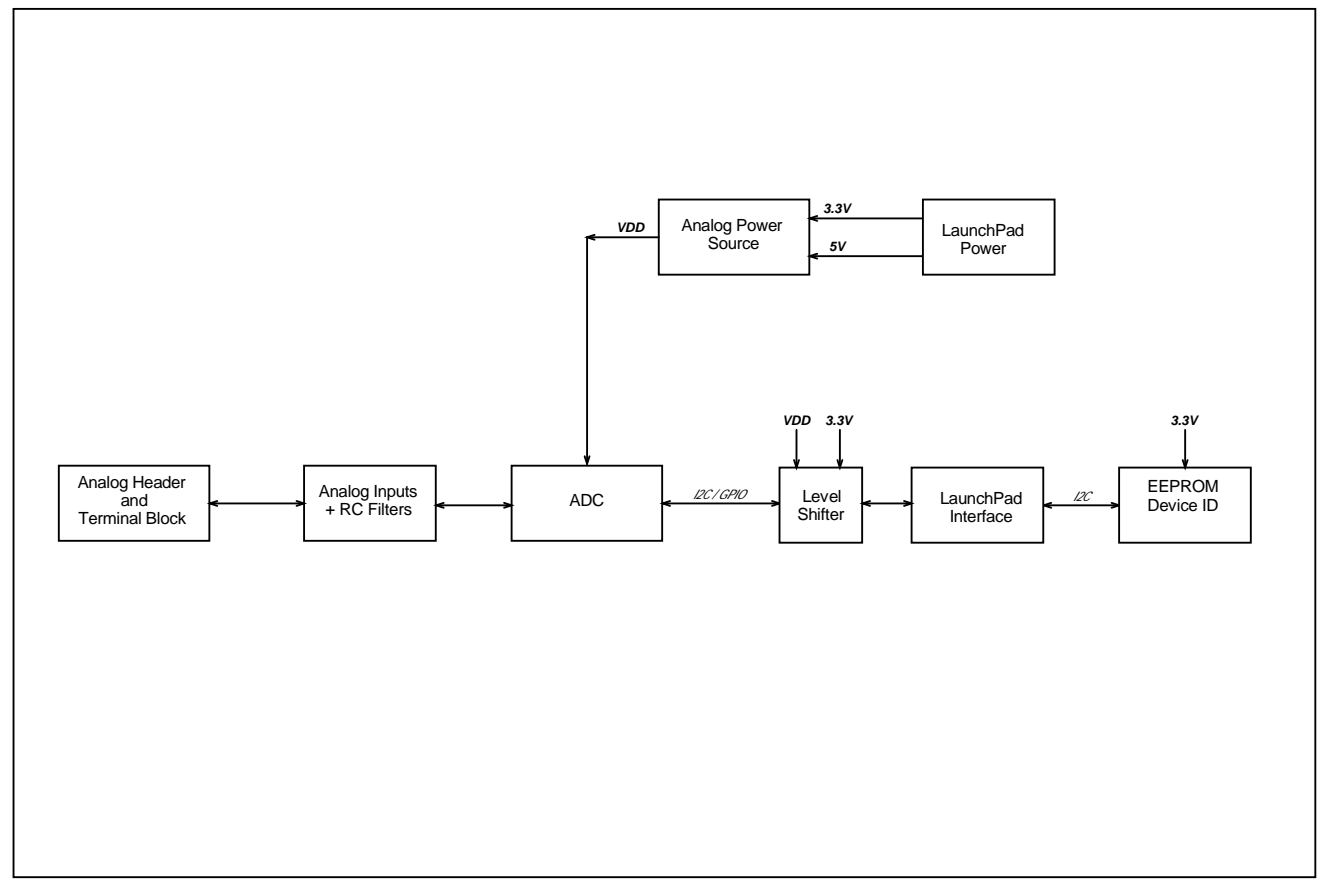 3.3V
VDD
Analog Power
Source
LaunchPad
Power
5V
VDD
3.3V
3.3V
Analog Header
and
Terminal Block
Analog Inputs
+ RC Filters
ADC
I2C / GPIO
Level
Shifter
LaunchPad
Interface
I2C
EEPROM
Device ID